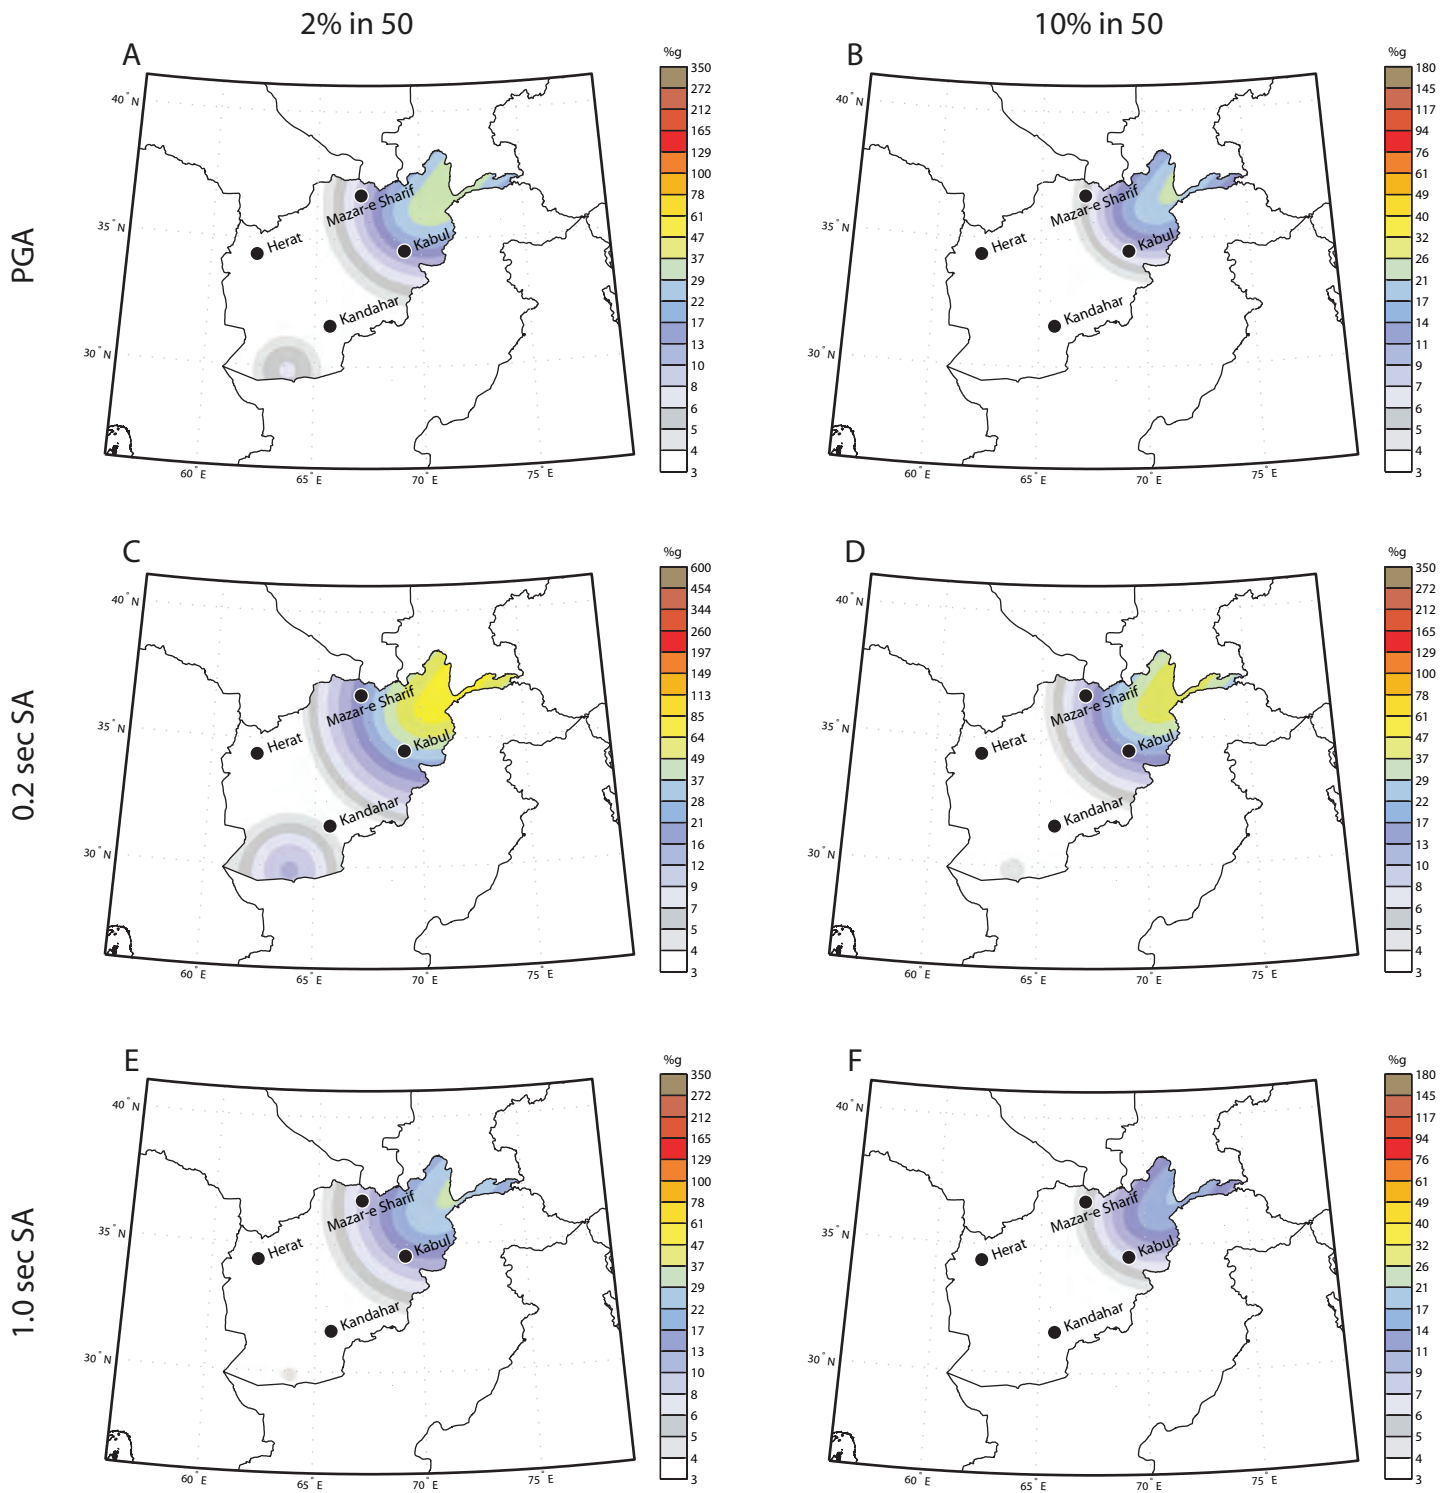 2% in 50
10% in 50
PGA
A
%g
350
272
212
165
129
100
78
61
47
37
29
22
17
13
10
8
6
5
4
3
40° N
35° N
30° N
60° E
65° E
70° E
75° E
Mazar-e Sharif
Herat
Kabul
Kandahar
B
%g
180
145
117
94
76
61
49
40
32
26
21
17
14
11
9
7
6
5
4
3
40° N
35° N
30° N
60° E
65° E
70° E
75° E
Mazar-e Sharif
Herat
Kabul
Kandahar
0.2 sec SA
C
%g
600
454
344
260
197
149
113
85
64
49
37
28
21
16
12
9
7
5
4
3
40° N
35° N
30° N
60° E
65° E
70° E
75° E
Mazar-e Sharif
Herat
Kabul
Kandahar
D
%g
350
272
212
165
129
100
78
61
47
37
29
22
17
13
10
8
6
5
4
3
40° N
35° N
30° N
60° E
65° E
70° E
75° E
Mazar-e Sharif
Herat
Kabul
Kandahar
1.0 sec SA
E
%g
350
272
212
165
129
100
78
61
47
37
29
22
17
13
10
8
6
5
4
3
40° N
35° N
30° N
60° E
65° E
70° E
75° E
Mazar-e Sharif
Herat
Kabul
Kandahar
F
%g
180
145
117
94
76
61
49
40
32
26
21
17
14
11
9
7
6
5
4
3
40° N
35° N
30° N
60° E
65° E
70° E
75° E
Mazar-e Sharif
Herat
Kabul
Kandahar